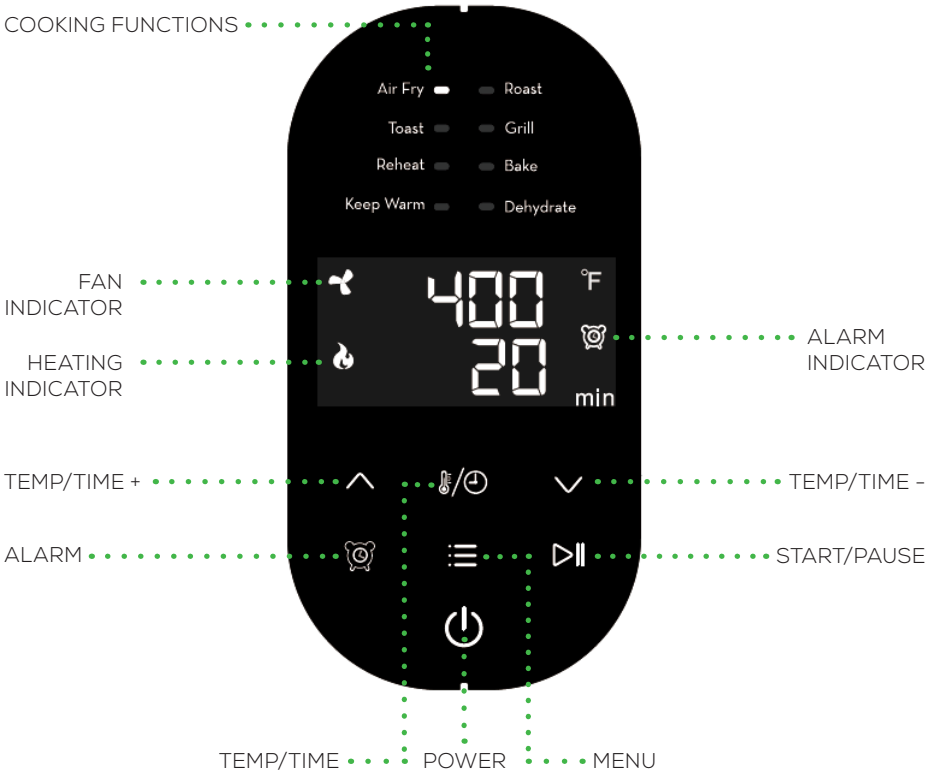 COOKING FUNCTIONS
Air Fry Roast
Toast Grill
Reheat Bake
Keep Warm Dehydrate
FAN
INDICATOR
400 °F
ALARM
INDICATOR
HEATING
INDICATOR
20
min
TEMP/TIME +
TEMP/TIME –
ALARM
START/PAUSE
TEMP/TIME
POWER
MENU